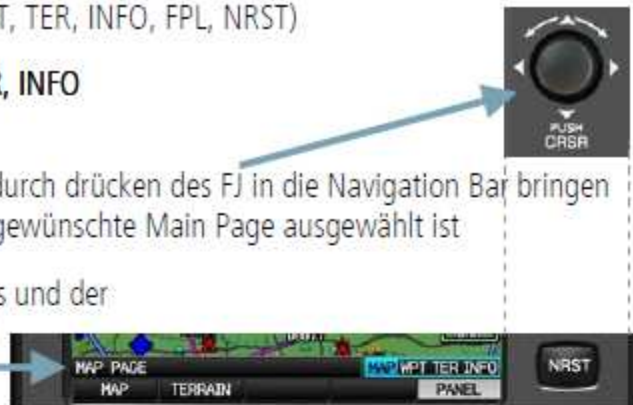 T, TER, INFO, FPL, NRST)
, INFO
durch drücken des FJ in die Navigation Bar bringen
gewünschte Main Page ausgewählt ist
s und der
PUSH
CRSR
MAP PAGE
MAP WPT TER INFO
MAP TERRAIN PANEL
NRST